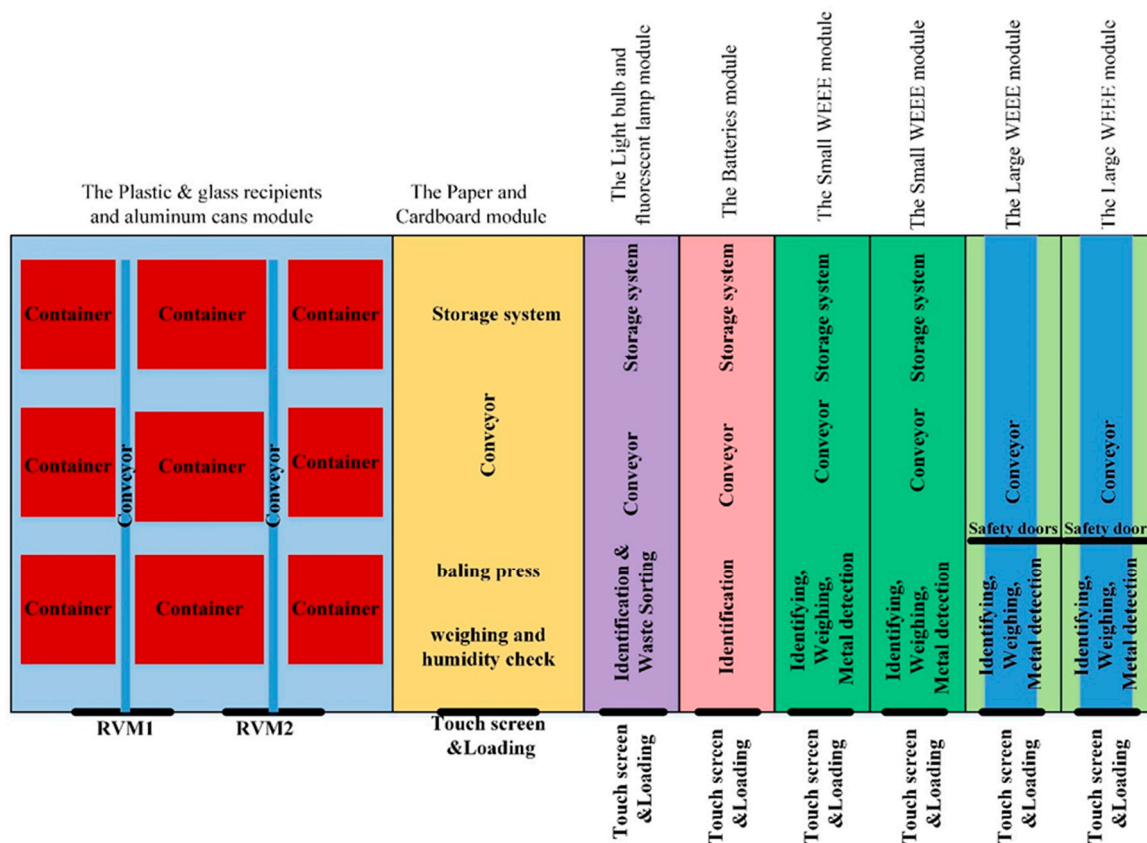 The Plastic & glass recipients
and aluminum cans module
The Paper and
Cardboard module
The Light bulb and
fluorescent lamp module
The Batteries module
The Small WEEE module
The Small WEEE module
The Large WEEE module
The Large WEEE module
Container
Container
Container
Conveyor
Container
Container
Conveyor
Container
Container
Container
Container
RVM1
RVM2
Storage system
Conveyor
baling press
weighing and
humidity check
Touch screen
&Loading
Storage system
Conveyor
Identification &
Waste Sorting
Touch screen
&Loading
Storage system
Conveyor
Identification
Touch screen
&Loading
Storage system
Conveyor
Identifying,
Weighing,
Metal detection
Touch screen
&Loading
Storage system
Conveyor
Identifying,
Weighing,
Metal detection
Touch screen
&Loading
Conveyor
Safety doors
Identifying,
Weighing,
Metal detection
Touch screen
&Loading
Conveyor
Safety door
Identifying,
Weighing,
Metal detection
Touch screen
&Loading